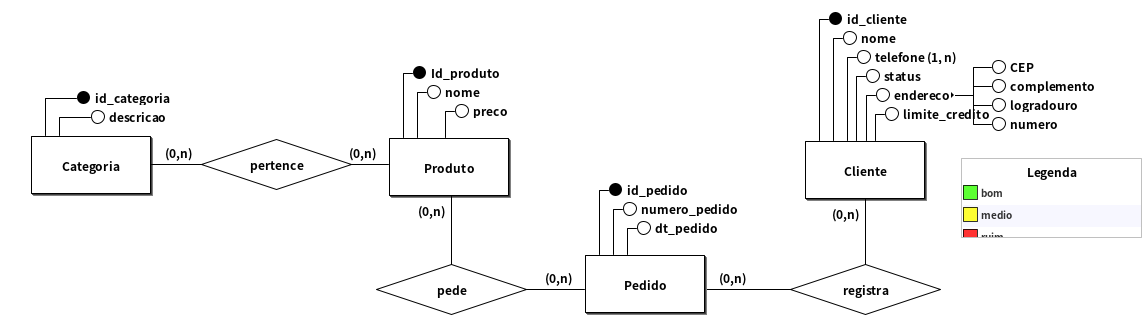 id_cliente
nome
telefone (1, n)
status
endereco
limite_credito
CEP
complemento
logradouro
numero
Id_produto
nome
preco
id_categoria
descricao
Categoria
(0,n)
pertence
(0,n)
Produto
Cliente
Legenda
bom
medio
ruim
(0,n)
(0,n)
id_pedido
numero_pedido
dt_pedido
pede
(0,n)
Pedido
(0,n)
registra